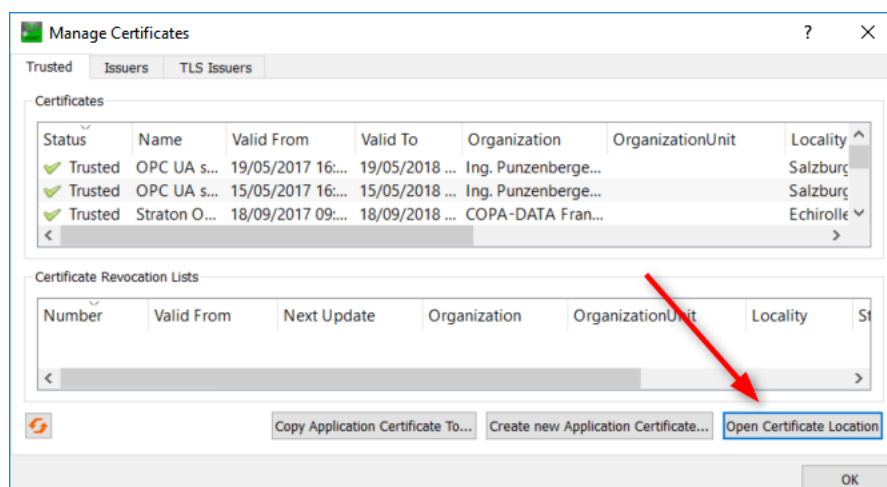 Manage Certificates ?
Trusted Issuers TLS Issuers
Certificates
Status Name Valid From Valid To Organization OrganizationUnit Locality
Trusted OPC UA s... 19/05/2017 16:... 19/05/2018 ... Ing. Punzenberge... Salzburg
Trusted OPC UA s... 15/05/2017 16:... 15/05/2018 ... Ing. Punzenberge... Salzburg
Trusted Straton O... 18/09/2017 09:... 18/09/2018 ... COPA-DATA Fran... Echirolle
Certificate Revocation Lists
Number Valid From Next Update Organization OrganizationUnit Locality St
Copy Application Certificate To... Create new Application Certificate... Open Certificate Location
OK